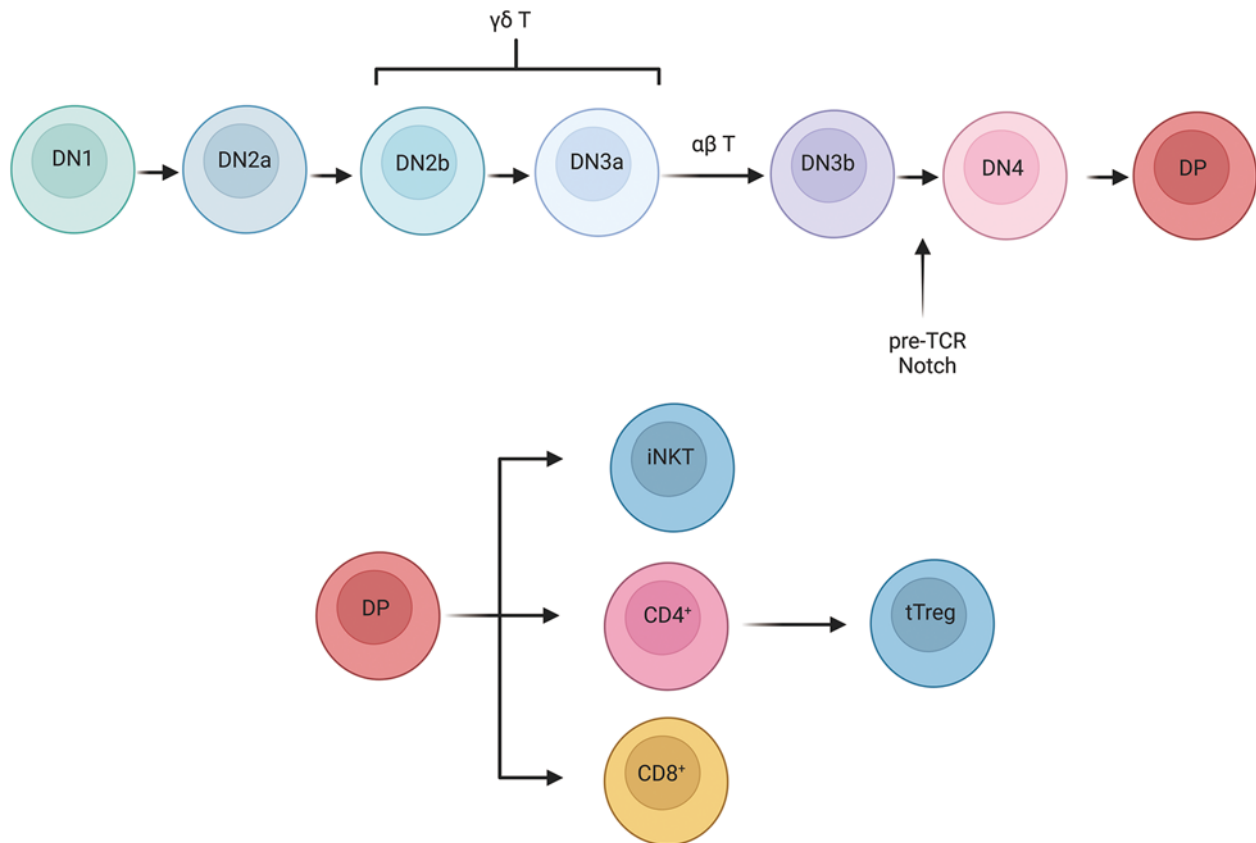 γδ T
DN1
DN2a
DN2b
DN3a
αβ T
DN3b
DN4
DP
pre-TCR
Notch
iNKT
DP
CD4⁺
tTreg
CD8⁺